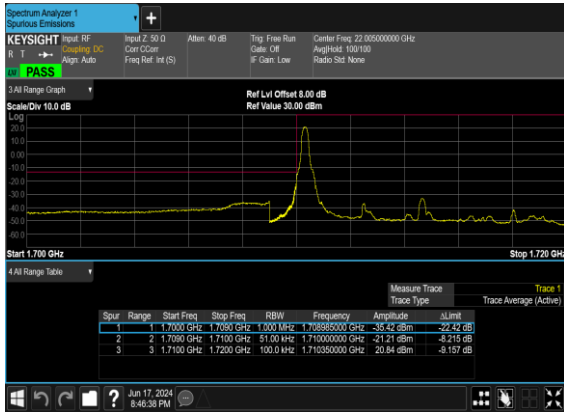 Spectrum Analyzer 1
Spurious Emissions
+
KEYSIGHT
R T
LXI PASS
Input: RF
Coupling: DC
Align: Auto
Input Z: 50 Ω
Corr CCorr
Freq Ref: Int (S)
Atten: 40 dB
Trig: Free Run
Gate: Off
IF Gain: Low
Center Freq: 22.005000000 GHz
Avg|Hold: 100/100
Radio Std: None
3 All Range Graph
Scale/Div 10.0 dB
Ref Lvl Offset 8.00 dB
Ref Value 30.00 dBm
Log
20.0
10.0
0.00
-10.0
-20.0
-30.0
-40.0
-50.0
-60.0
Start 1.700 GHz
Stop 1.720 GHz
4 All Range Table
Measure Trace Trace 1
Trace Type Trace Average (Active)
Spur Range Start Freq Stop Freq RBW Frequency Amplitude ΔLimit
1 1 1.7000 GHz 1.7090 GHz 1.000 MHz 1.708985000 GHz -35.42 dBm -22.42 dB
2 2 1.7090 GHz 1.7100 GHz 51.00 kHz 1.710000000 GHz -21.21 dBm -8.215 dB
3 3 1.7100 GHz 1.7200 GHz 100.0 kHz 1.710350000 GHz 20.84 dBm -9.157 dB
?
Jun 17, 2024
8:46:38 PM